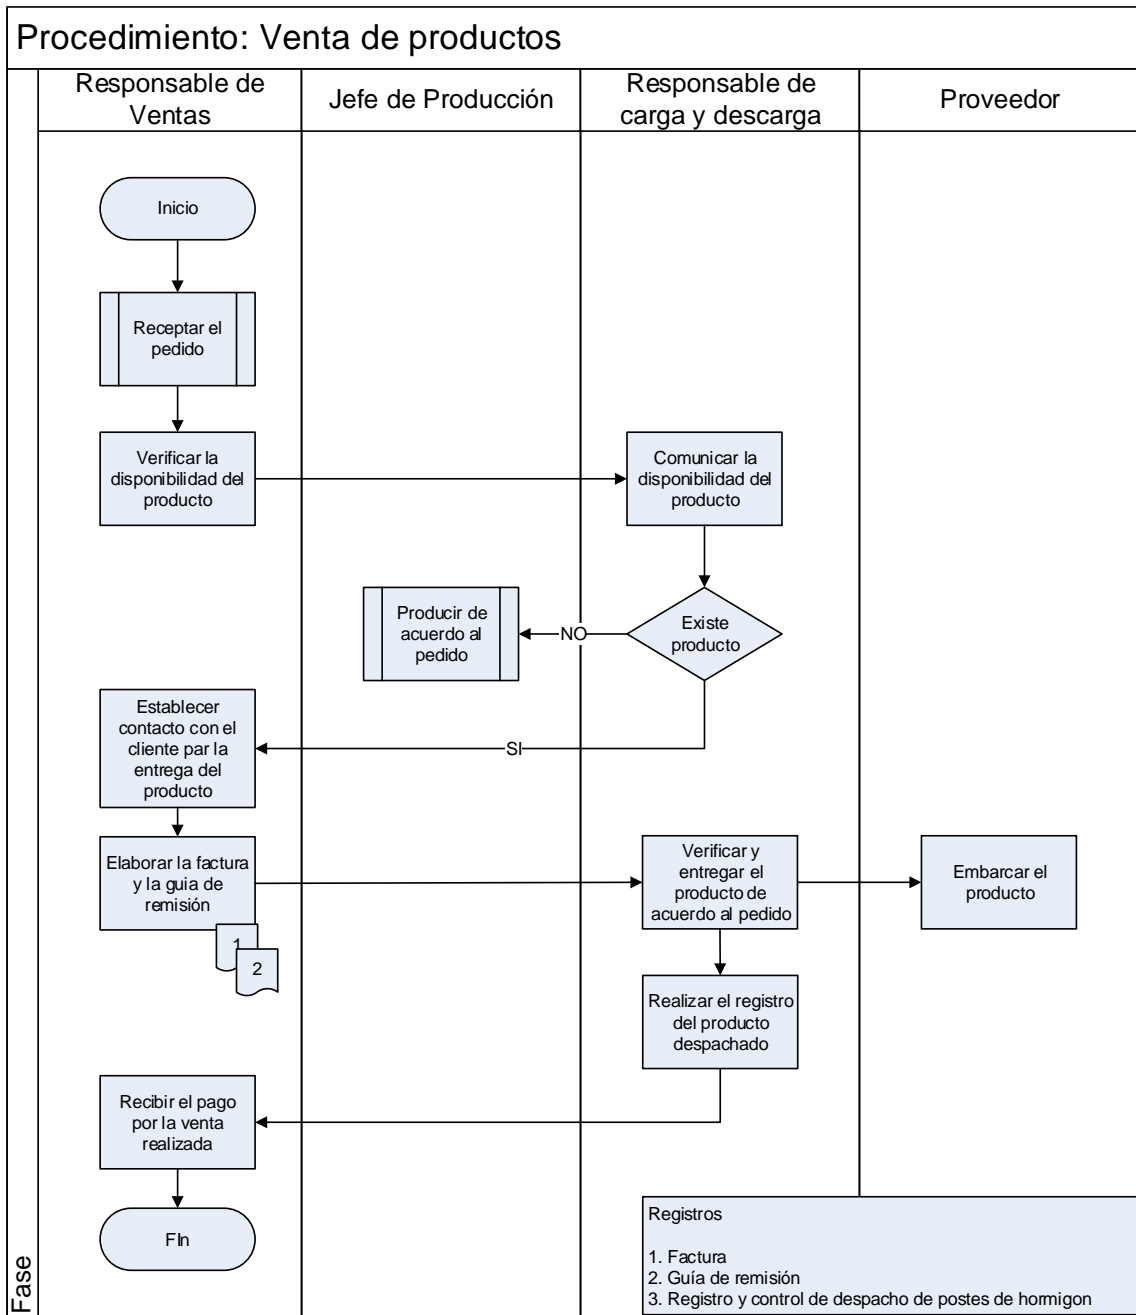 Procedimiento: Venta de productos
Responsable de
Ventas
Jefe de Producción
Responsable de
carga y descarga
Proveedor
Inicio
Receptar el
pedido
Verificar la
disponibilidad del
producto
Comunicar la
disponibilidad del
producto
Existe
producto
NO
Producir de
acuerdo al
pedido
SI
Establecer
contacto con el
cliente par la
entrega del
producto
Elaborar la factura
y la guia de
remisión
1
2
Verificar y
entregar el
producto de
acuerdo al pedido
Embarcar el
producto
Realizar el registro
del producto
despachado
Recibir el pago
por la venta
realizada
FIn
Registros
1. Factura
2. Guía de remisión
3. Registro y control de despacho de postes de hormigon
Fase